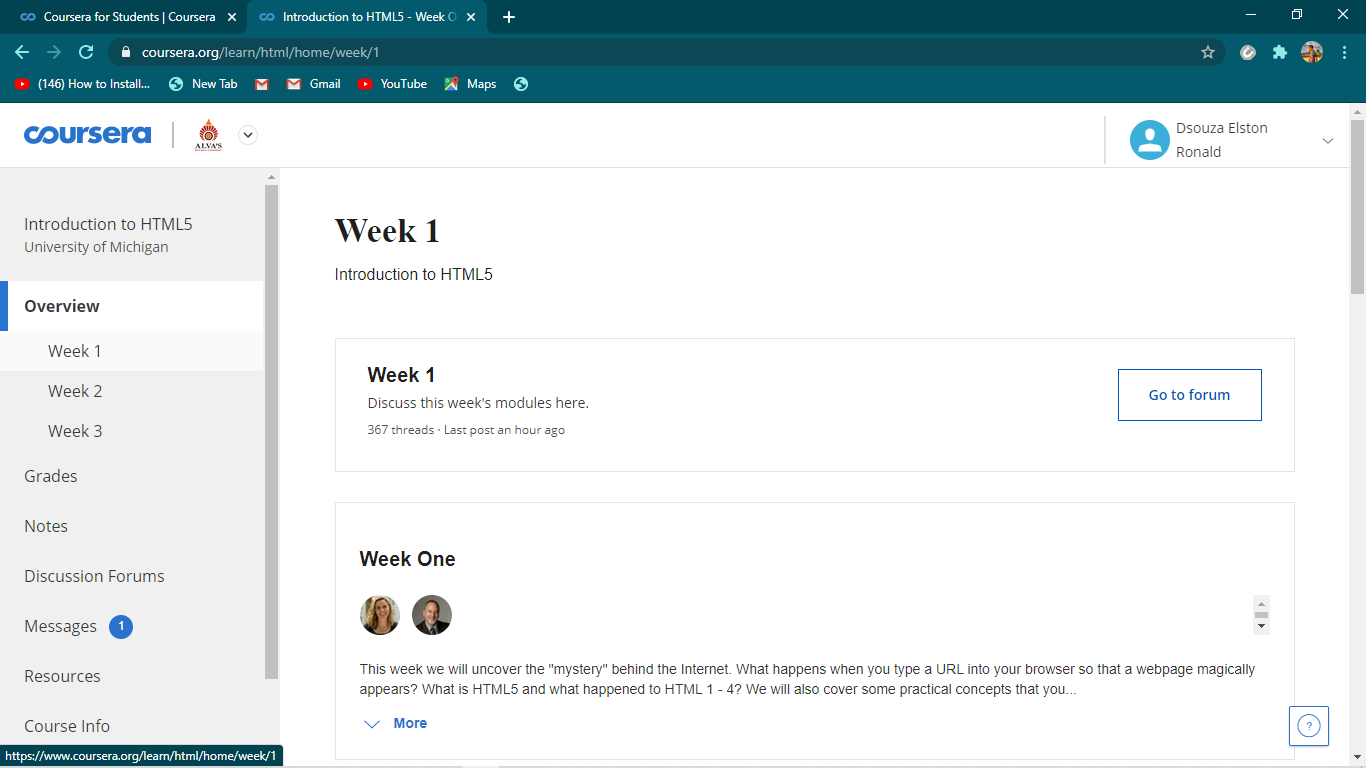 Coursera for Students | Coursera
Introduction to HTML5 - Week O
coursera.org/learn/html/home/week/1
(146) How to Install...
New Tab
Gmail
YouTube
Maps
coursera
ALVA'S
Dsouza Elston
Ronald
Introduction to HTML5
University of Michigan
Overview
Week 1
Week 2
Week 3
Grades
Notes
Discussion Forums
Messages 1
Resources
Course Info
Week 1
Introduction to HTML5
Week 1
Discuss this week's modules here.
367 threads · Last post an hour ago
Go to forum
Week One
This week we will uncover the "mystery" behind the Internet. What happens when you type a URL into your browser so that a webpage magically
appears? What is HTML5 and what happened to HTML 1 - 4? We will also cover some practical concepts that you...
More
?
https://www.coursera.org/learn/html/home/week/1